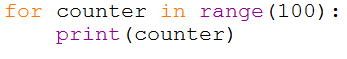 for counter in range(100):
    print(counter)